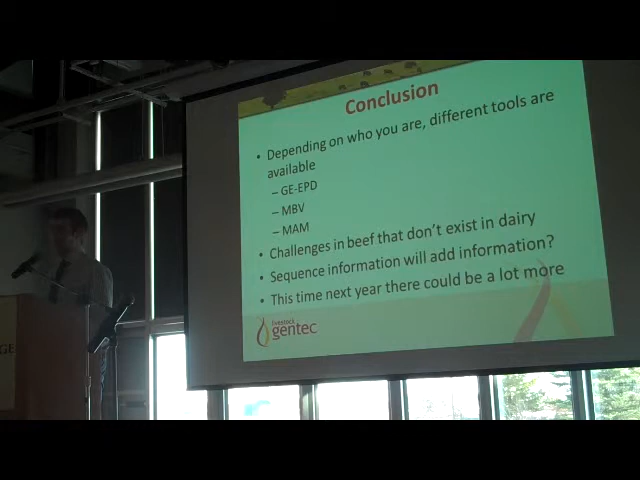 Conclusion
• Depending on who you are, different tools are
available
– GE-EPD
– MBV
– MAM
• Challenges in beef that don't exist in dairy
• Sequence information will add information?
• This time next year there could be a lot more
livestock
gentec
GE